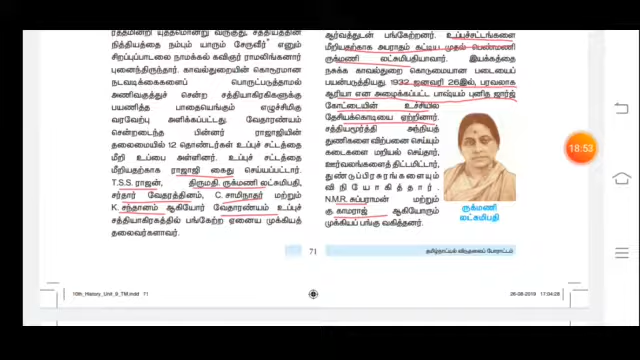 ரத்தமின்றி யுத்தமொன்று வருகுது, சத்தியத்தின்
நித்தியத்தை நம்பும் யாரும் சேருவீர்" எனும்
சிறப்புப்பாடலை நாமக்கல் கவிஞர் ராமலிங்கனார்
புனைந்திருந்தார். காவல்துறையின் கொடூரமான
நடவடிக்கைகளைப் பொருட்படுத்தாமல்
அணிவகுத்துச் சென்ற சத்தியாகிரகிகளுக்கு
பயணித்த பாதையெங்கும் எழுச்சிமிகு
வரவேற்பு அளிக்கப்பட்டது. வேதாரண்யம்
சென்றடைந்த பின்னர் ராஜாஜியின்
தலைமையில் 12 தொண்டர்கள் உப்புச் சட்டத்தை
மீறி உப்பை அள்ளினர். உப்புச் சட்டத்தை
மீறியதற்காக ராஜாஜி கைது செய்யப்பட்டார்.
T.S.S. ராஜன், திருமதி. ருக்மணி லட்சுமிபதி,
சர்தார் வேதரத்தினம், C. சாமிநாதர் மற்றும்
K. சந்தானம் ஆகியோர் வேதாரண்யம் உப்புச்
சத்தியாகிரகத்தில் பங்கேற்ற ஏனைய முக்கியத்
தலைவர்களாவர்.
ஆர்வத்துடன் பங்கேற்றனர். உப்புச்சட்டங்களை
மீறியதற்காக அபராதம் கட்டிய முதல் பெண்மணி
ருக்மணி லட்சுமிபதியாவார். இயக்கத்தை
நசுக்க காவல்துறை கொடுமையான படையைப்
பயன்படுத்தியது. 1932 ஜனவரி 26இல், பரவலாக
ஆரியா என அழைக்கப்பட்ட பாஷ்யம் புனித ஜார்ஜ்
கோட்டையின் உச்சியில்
தேசியக்கொடியை ஏற்றினார்.
சத்தியமூர்த்தி அந்நியத்
துணிகளை விற்பனை செய்யும்
கடைகளை மறியல் செய்தார்,
ஊர்வலங்களைத் திட்டமிட்டார்,
துண்டுப்பிரசுரங்களையும்
விநியோகித்தார்.
N.M.R. சுப்பராமன் மற்றும்
கு. காமராஜ் ஆகியோரும்
முக்கியப் பங்கு வகித்தனர்.
ருக்மணி
லட்சுமிபதி
18:53
71
தமிழ்நாட்டில் விடுதலைப் போராட்டம்
10th_History_Unit_9_TM.indd 71
26-08-2019 17:04:28